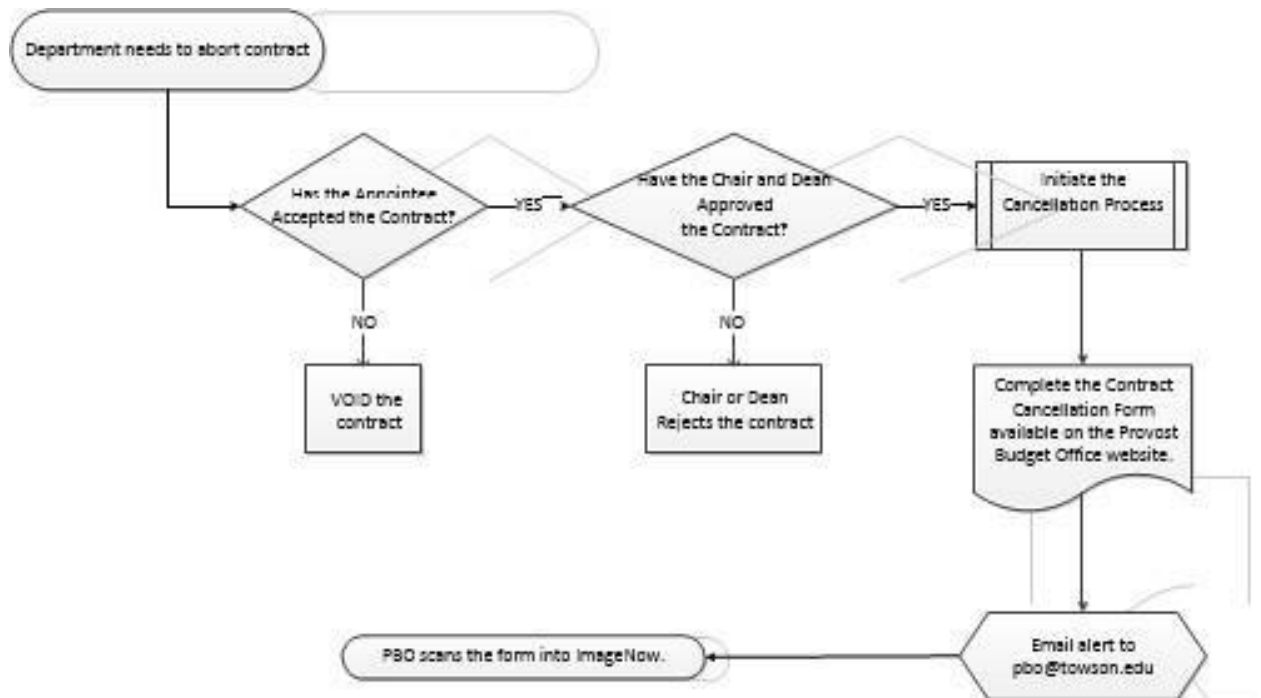 Department needs to abort contract
Has the Appointee
Accepted the Contract?
YES
Have the Chair and Dean
Approved
the Contract?
YES
Initiate the
Cancellation Process
NO
NO
VOID the
contract
Chair or Dean
Rejects the contract
Complete the Contract
Cancellation Form
available on the Provost
Budget Office website.
Email alert to
pbo@towson.edu
PBO scans the form into ImageNow.